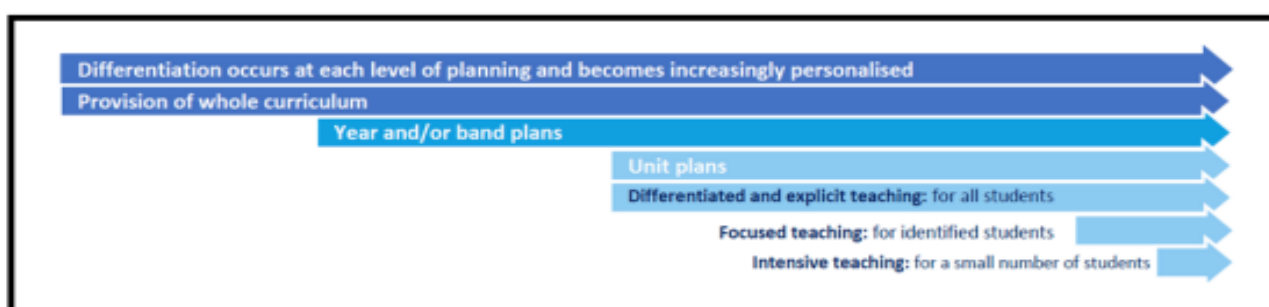 Differentiation occurs at each level of planning and becomes increasingly personalised
Provision of whole curriculum
Year and/or band plans
Unit plans
Differentiated and explicit teaching: for all students
Focused teaching: for identified students
Intensive teaching: for a small number of students